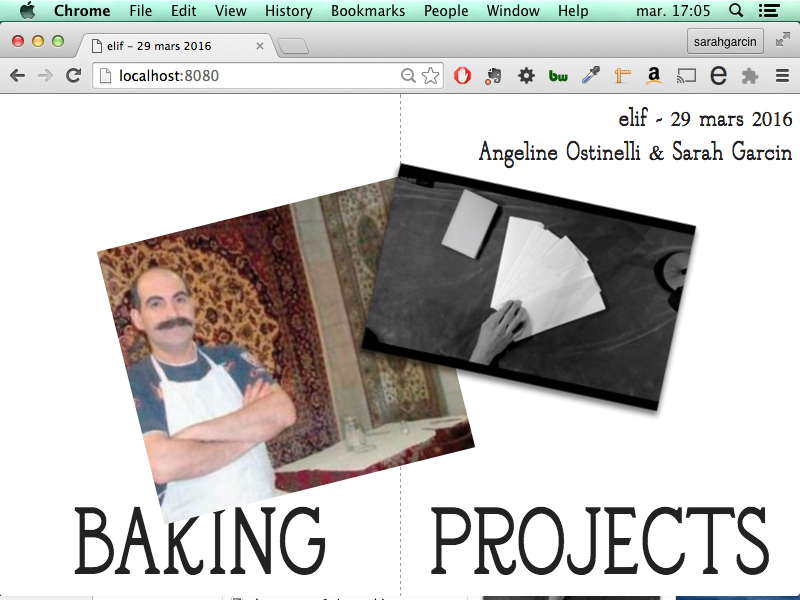 Chrome File Edit View History Bookmarks People Window Help mar. 17:05
elif – 29 mars 2016
sarahgarcin
localhost:8080
bw
a
e
elif - 29 mars 2016
Angeline Ostinelli & Sarah Garcin
BAKING PROJECTS